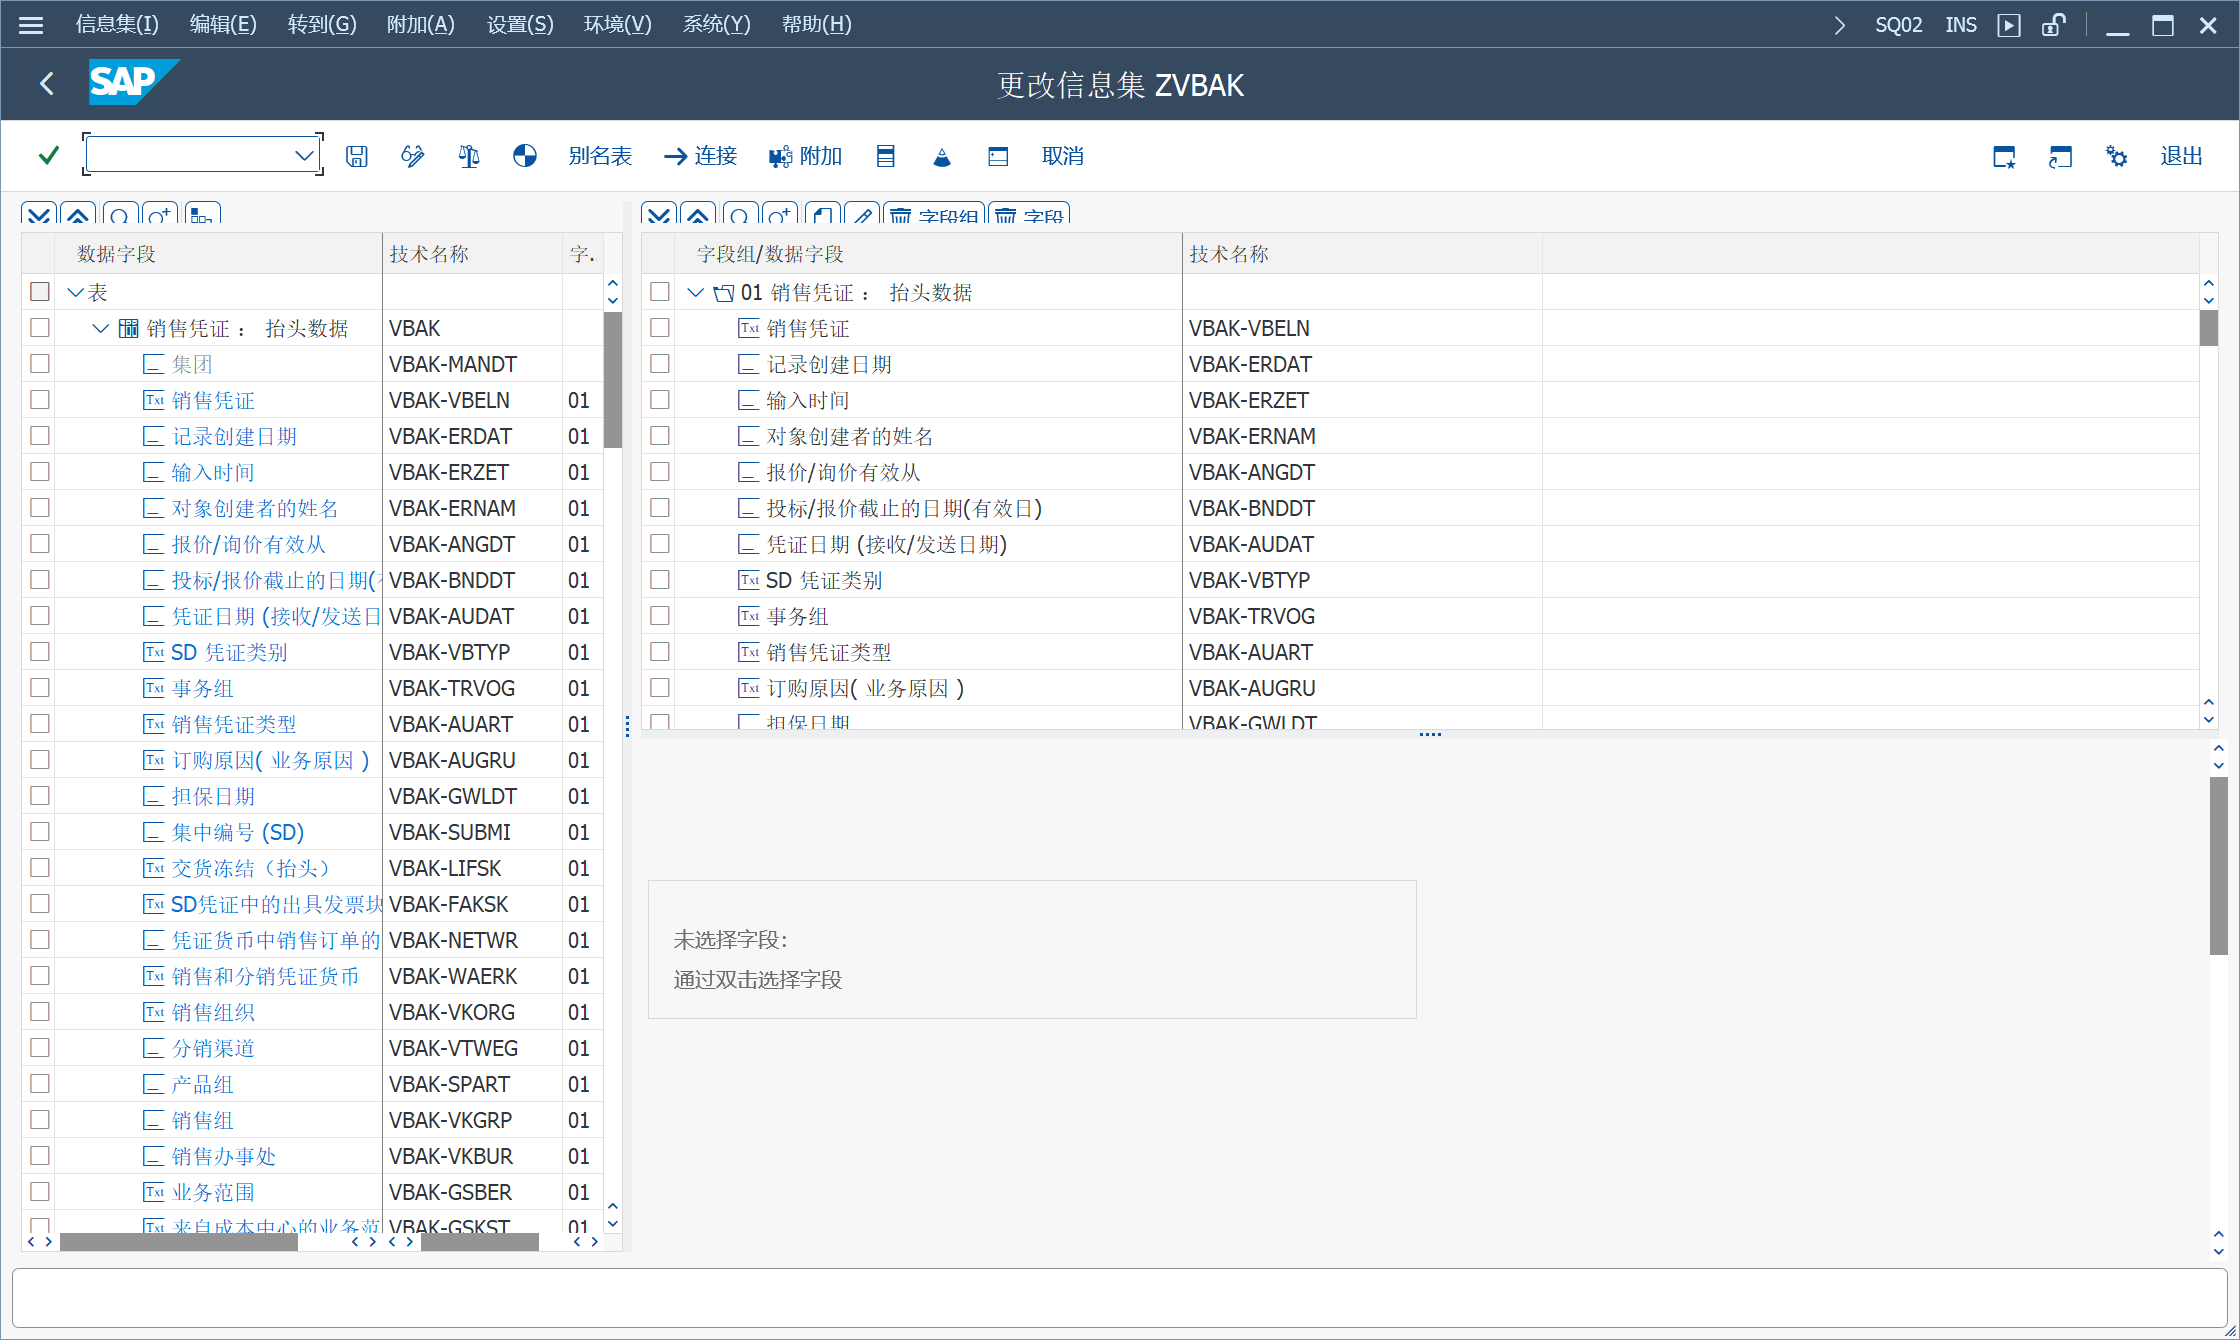 信息集(I) 编辑(E) 转到(G) 附加(A) 设置(S) 环境(V) 系统(Y) 帮助(H) SQ02 INS
SAP 更改信息集 ZVBAK
别名表 连接 附加 取消 退出
字段组 字段
数据字段 技术名称 字..
表
销售凭证： 抬头数据 VBAK
集团 VBAK-MANDT
Txt 销售凭证 VBAK-VBELN 01
记录创建日期 VBAK-ERDAT 01
输入时间 VBAK-ERZET 01
对象创建者的姓名 VBAK-ERNAM 01
报价/询价有效从 VBAK-ANGDT 01
投标/报价截止的日期(有 VBAK-BNDDT 01
凭证日期 (接收/发送日 VBAK-AUDAT 01
Txt SD 凭证类别 VBAK-VBTYP 01
Txt 事务组 VBAK-TRVOG 01
Txt 销售凭证类型 VBAK-AUART 01
Txt 订购原因( 业务原因 ) VBAK-AUGRU 01
担保日期 VBAK-GWLDT 01
集中编号 (SD) VBAK-SUBMI 01
Txt 交货冻结（抬头） VBAK-LIFSK 01
Txt SD凭证中的出具发票块 VBAK-FAKSK 01
凭证货币中销售订单的 VBAK-NETWR 01
Txt 销售和分销凭证货币 VBAK-WAERK 01
Txt 销售组织 VBAK-VKORG 01
分销渠道 VBAK-VTWEG 01
产品组 VBAK-SPART 01
销售组 VBAK-VKGRP 01
销售办事处 VBAK-VKBUR 01
Txt 业务范围 VBAK-GSBER 01
Txt 来自成本中心的业务范 VBAK-GSKST 01
字段组/数据字段 技术名称
01 销售凭证： 抬头数据
Txt 销售凭证 VBAK-VBELN
记录创建日期 VBAK-ERDAT
输入时间 VBAK-ERZET
对象创建者的姓名 VBAK-ERNAM
报价/询价有效从 VBAK-ANGDT
投标/报价截止的日期(有效日) VBAK-BNDDT
凭证日期 (接收/发送日期) VBAK-AUDAT
Txt SD 凭证类别 VBAK-VBTYP
Txt 事务组 VBAK-TRVOG
Txt 销售凭证类型 VBAK-AUART
Txt 订购原因( 业务原因 ) VBAK-AUGRU
担保日期 VBAK-GWLDT
未选择字段：
通过双击选择字段